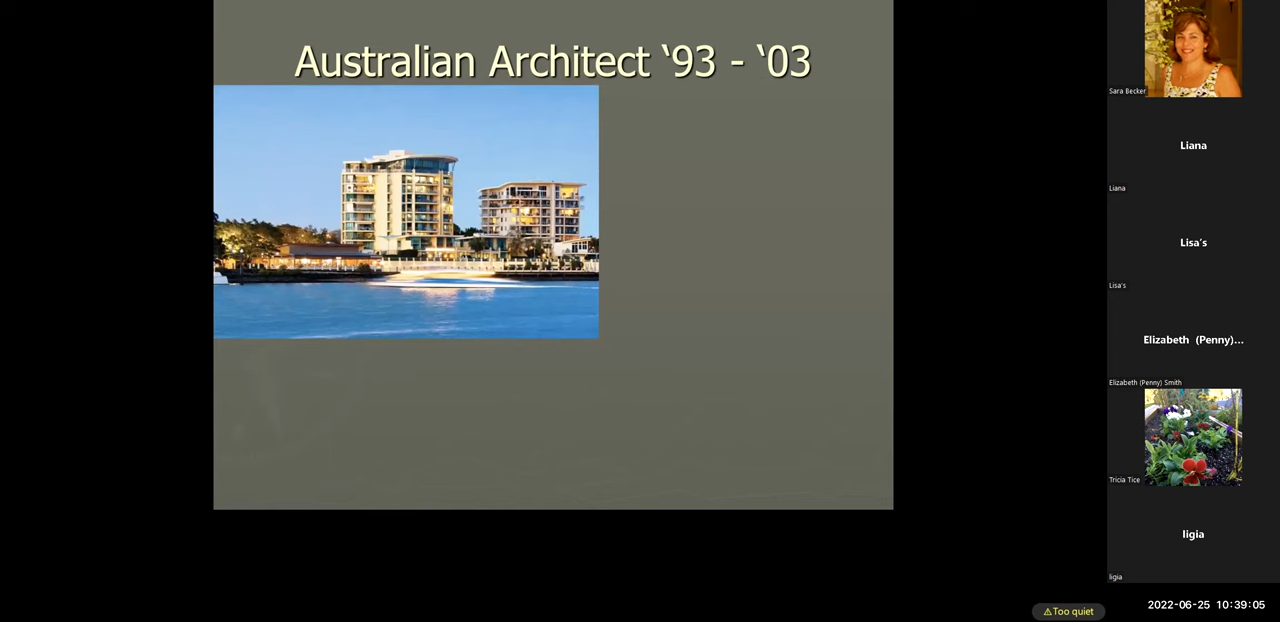 Australian Architect ‘93 - ‘03
Sara Becker
Liana
Liana
Lisa's
Lisa's
Elizabeth (Penny)...
Elizabeth (Penny) Smith
Tricia Tice
ligia
ligia
⚠Too quiet
2022-06-25 10:39:05